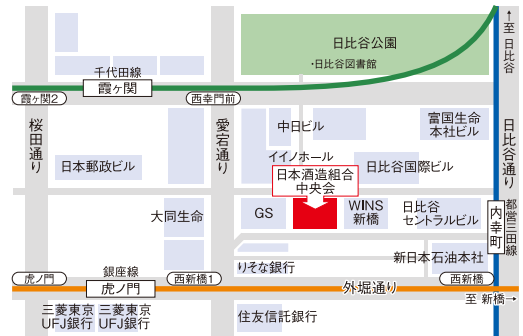 日比谷公園
・日比谷図書館
↑至 日比谷
千代田線
霞ヶ関
霞ヶ関2
西幸門前
桜田通り
愛宕通り
日比谷通り
中日ビル
富国生命
本社ビル
日本郵政ビル
イイノホール
日比谷国際ビル
日本酒造組合
中央会
大同生命
GS
WINS
新橋
日比谷
セントラルビル
内幸町
都営三田線
りそな銀行
新日本石油本社
虎ノ門
銀座線
虎ノ門
西新橋1
外堀通り
西新橋
至 新橋→
三菱東京
UFJ銀行
三菱東京
UFJ銀行
住友信託銀行